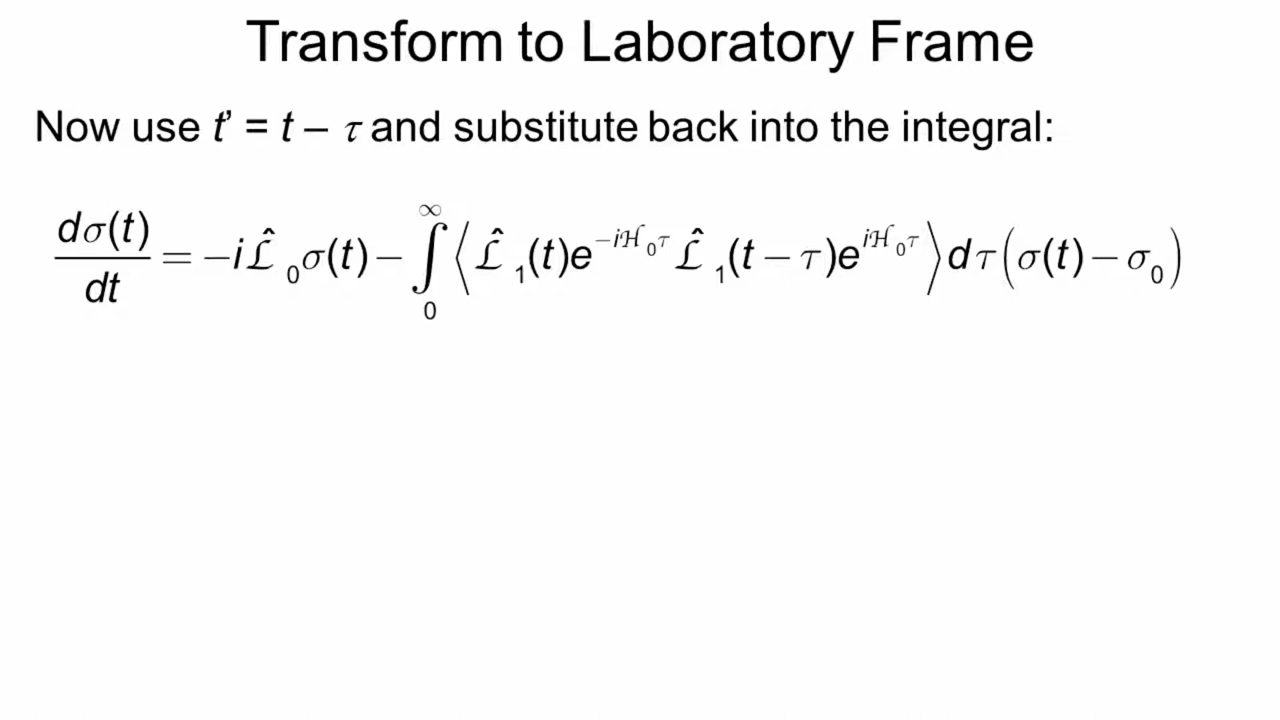 Transform to Laboratory Frame
Now use t' = t – τ and substitute back into the integral:
dσ(t)/dt = −iℒ̂₀σ(t) − ∫₀^∞ ⟨ℒ̂₁(t)e^(−iℋ₀τ) ℒ̂₁(t − τ)e^(iℋ₀τ)⟩dτ(σ(t) − σ₀)